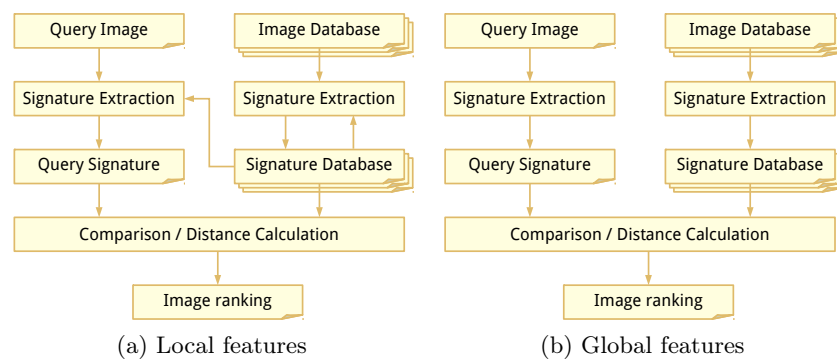 Query Image
Image Database
Signature Extraction
Signature Extraction
Query Signature
Signature Database
Comparison / Distance Calculation
Image ranking
(a) Local features
Query Image
Image Database
Signature Extraction
Signature Extraction
Query Signature
Signature Database
Comparison / Distance Calculation
Image ranking
(b) Global features